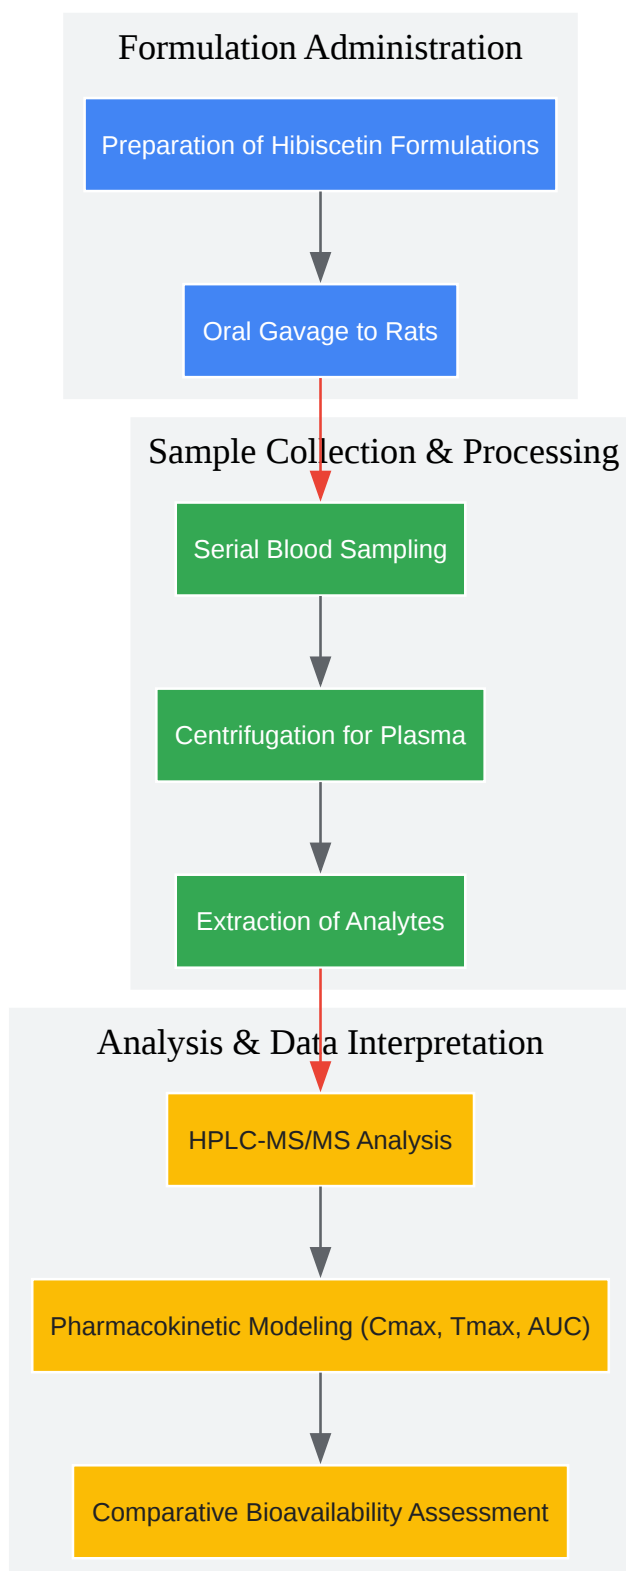 Formulation Administration
Preparation of Hibiscetin Formulations
Oral Gavage to Rats
Sample Collection & Processing
Serial Blood Sampling
Centrifugation for Plasma
Extraction of Analytes
Analysis & Data Interpretation
HPLC-MS/MS Analysis
Pharmacokinetic Modeling (Cmax, Tmax, AUC)
Comparative Bioavailability Assessment